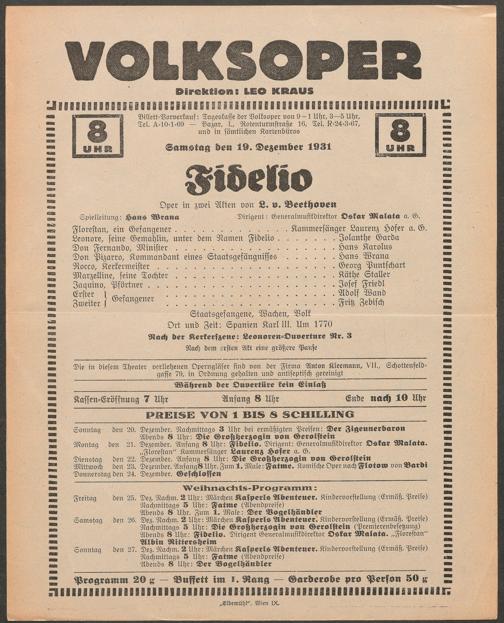 VOLKSOPER
Direktion: LEO KRAUS
8 UHR
Billett-Vorverkauf: Tageskasse der Volksoper von 9–1 Uhr, 3–5 Uhr.
Tel. A-10-1-69 — Bazar, I., Rotenturmstraße 16, Tel. R-24-3-67,
und in sämtlichen Kartenbüros
8 UHR
Samstag den 19. Dezember 1931
Fidelio
Oper in zwei Akten von L. v. Beethoven
Spielleitung: Hans Wrana Dirigent: Generalmusikdirektor Oskar Malata a. G.
Florestan, ein Gefangener . . . Kammersänger Laurenz Hofer a. G.
Leonore, seine Gemahlin, unter dem Namen Fidelio . . . Jolanthe Garda
Don Fernando, Minister . . . Hans Karolus
Don Pizarro, Kommandant eines Staatsgefängnisses . . . Hans Wrana
Rocco, Kerkermeister . . . Georg Puntschart
Marzelline, seine Tochter . . . Käthe Staller
Jaquino, Pförtner . . . Josef Friedl
Erster } Gefangener . . . Adolf Wand
Zweiter } . . . Fritz Zebisch
Staatsgefangene, Wachen, Volk
Ort und Zeit: Spanien Karl III. Um 1770
Nach der Kerkerszene: Leonoren-Ouverture Nr. 3
Nach dem ersten Akt eine größere Pause
Die in diesem Theater verliehenen Operngläser sind von der Firma Anton Kleemann, VII., Schottenfeld-
gasse 79, in Ordnung gehalten und antiseptisch gereinigt
Während der Ouvertüre kein Einlaß
Kassen-Eröffnung 7 Uhr Anfang 8 Uhr Ende nach 10 Uhr
PREISE VON 1 BIS 8 SCHILLING
Sonntag den 20. Dezember. Nachmittags 3 Uhr bei ermäßigten Preisen: Der Zigeunerbaron
Abends 8 Uhr: Die Großherzogin von Gerolstein
Montag den 21. Dezember. Anfang 8 Uhr: Fidelio. Dirigent: Generalmusikdirektor Oskar Malata.
„Florestan“ Kammersänger Laurenz Hofer a. G.
Dienstag den 22. Dezember. Anfang 8 Uhr: Die Großherzogin von Gerolstein
Mittwoch den 23. Dezember. Anfang 8 Uhr. Zum 1. Male: Fatme. Komische Oper nach Flotow von Bardi
Donnerstag den 24. Dezember. Geschlossen
Weihnachts-Programm:
Freitag den 25. Dez. Nachm. 2 Uhr: Märchen Kasperls Abenteuer. Kindervorstellung (Ermäß. Preise)
Nachmittags 5 Uhr: Fatme (Abendpreise)
Abends 8 Uhr. Zum 1. Male: Der Vogelhändler
Samstag den 26. Dez. Nachm. 2 Uhr: Märchen Kasperls Abenteuer. Kindervorstellung (Ermäß. Preise)
Nachmittags 5 Uhr: Die Großherzogin von Gerolstein (Premierenbesetzung)
Abends 8 Uhr: Fidelio. Dirigent Generalmusikdirektor Oskar Malata. „Florestan“
Albin Rittersheim
Sonntag den 27. Dez. Nachm. 2 Uhr: Märchen Kasperls Abenteuer. Kindervorstellung (Ermäß. Preise)
Nachmittags 5 Uhr: Fatme (Abendpreise)
Abends 8 Uhr: Der Vogelhändler
Programm 20 g — Buffett im I. Rang — Garderobe pro Person 50 g
„Elbemühl“, Wien IX.